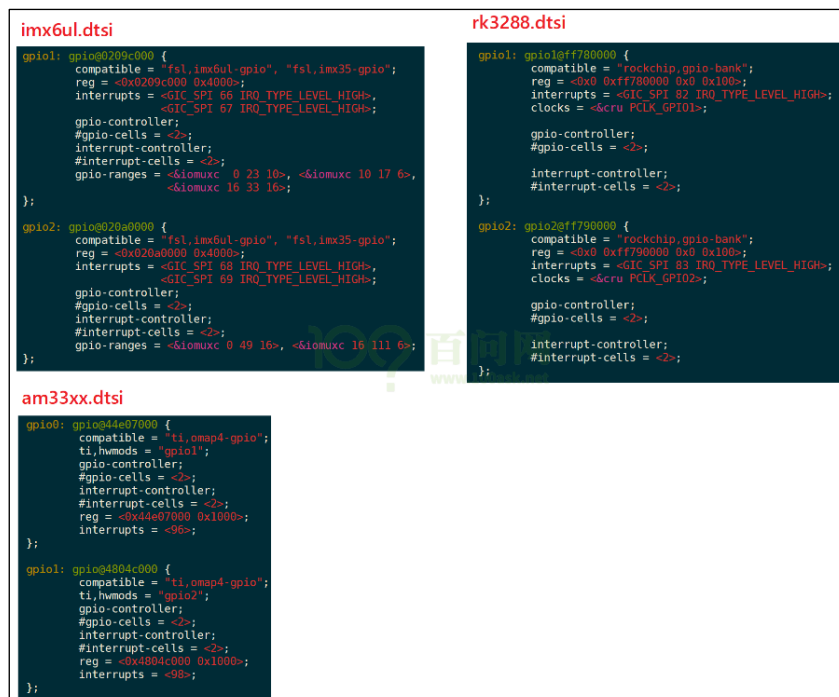 imx6ul.dtsi
gpio1: gpio@0209c000 {
compatible = "fsl,imx6ul-gpio", "fsl,imx35-gpio";
reg = <0x0209c000 0x4000>;
interrupts = <GIC_SPI 66 IRQ_TYPE_LEVEL_HIGH>,
<GIC_SPI 67 IRQ_TYPE_LEVEL_HIGH>;
gpio-controller;
#gpio-cells = <2>;
interrupt-controller;
#interrupt-cells = <2>;
gpio-ranges = <&iomuxc  0 23 10>, <&iomuxc 10 17 6>,
<&iomuxc 16 33 16>;
};
gpio2: gpio@020a0000 {
compatible = "fsl,imx6ul-gpio", "fsl,imx35-gpio";
reg = <0x020a0000 0x4000>;
interrupts = <GIC_SPI 68 IRQ_TYPE_LEVEL_HIGH>,
<GIC_SPI 69 IRQ_TYPE_LEVEL_HIGH>;
gpio-controller;
#gpio-cells = <2>;
interrupt-controller;
#interrupt-cells = <2>;
gpio-ranges = <&iomuxc 0 49 16>, <&iomuxc 16 111 6>;
};
rk3288.dtsi
gpio1: gpio1@ff780000 {
compatible = "rockchip,gpio-bank";
reg = <0x0 0xff780000 0x0 0x100>;
interrupts = <GIC_SPI 82 IRQ_TYPE_LEVEL_HIGH>;
clocks = <&cru PCLK_GPIO1>;
gpio-controller;
#gpio-cells = <2>;
interrupt-controller;
#interrupt-cells = <2>;
};
gpio2: gpio2@ff790000 {
compatible = "rockchip,gpio-bank";
reg = <0x0 0xff790000 0x0 0x100>;
interrupts = <GIC_SPI 83 IRQ_TYPE_LEVEL_HIGH>;
clocks = <&cru PCLK_GPIO2>;
gpio-controller;
#gpio-cells = <2>;
interrupt-controller;
#interrupt-cells = <2>;
};
百问网
am33xx.dtsi
gpio0: gpio@44e07000 {
compatible = "ti,omap4-gpio";
ti,hwmods = "gpio1";
gpio-controller;
#gpio-cells = <2>;
interrupt-controller;
#interrupt-cells = <2>;
reg = <0x44e07000 0x1000>;
interrupts = <96>;
};
gpio1: gpio@4804c000 {
compatible = "ti,omap4-gpio";
ti,hwmods = "gpio2";
gpio-controller;
#gpio-cells = <2>;
interrupt-controller;
#interrupt-cells = <2>;
reg = <0x4804c000 0x1000>;
interrupts = <98>;
};